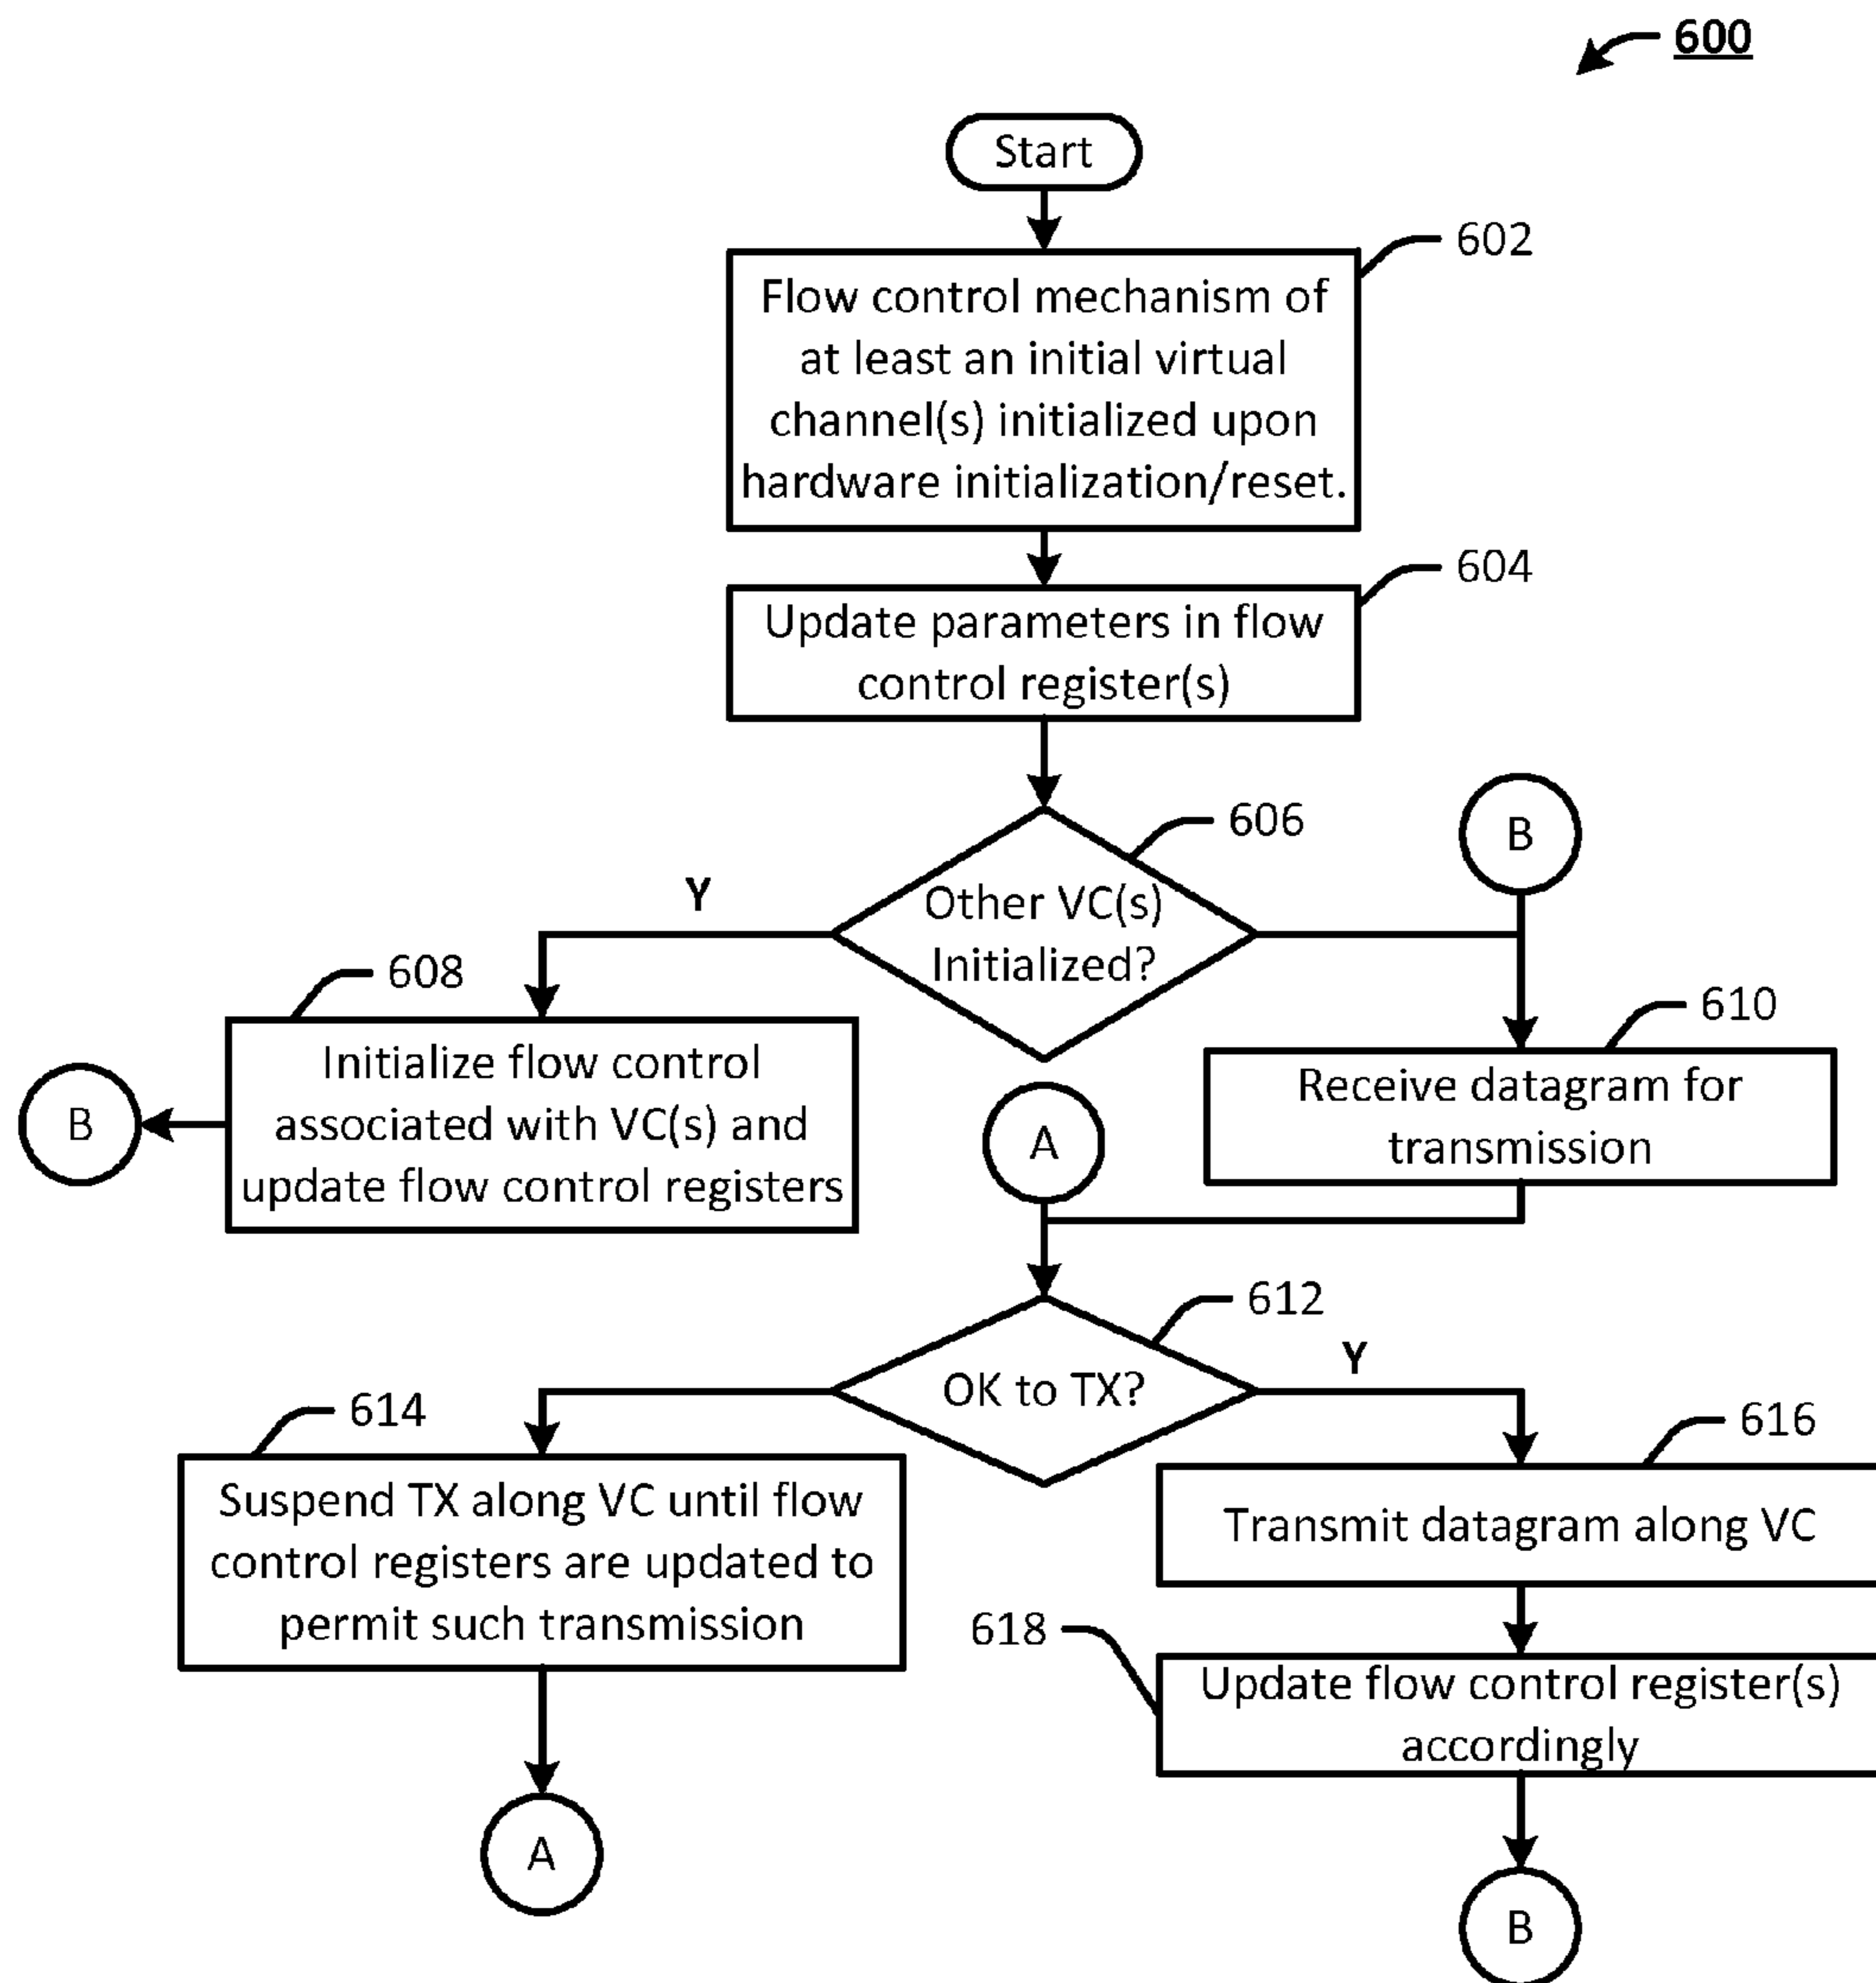 600
Start
602
Flow control mechanism of
at least an initial virtual
channel(s) initialized upon
hardware initialization/reset.
604
Update parameters in flow
control register(s)
606
B
Y
Other VC(s)
Initialized?
608
610
Initialize flow control
associated with VC(s) and
update flow control registers
B
Receive datagram for
transmission
A
612
OK to TX?
Y
614
616
Suspend TX along VC until flow
control registers are updated to
permit such transmission
Transmit datagram along VC
618
Update flow control register(s)
accordingly
A
B